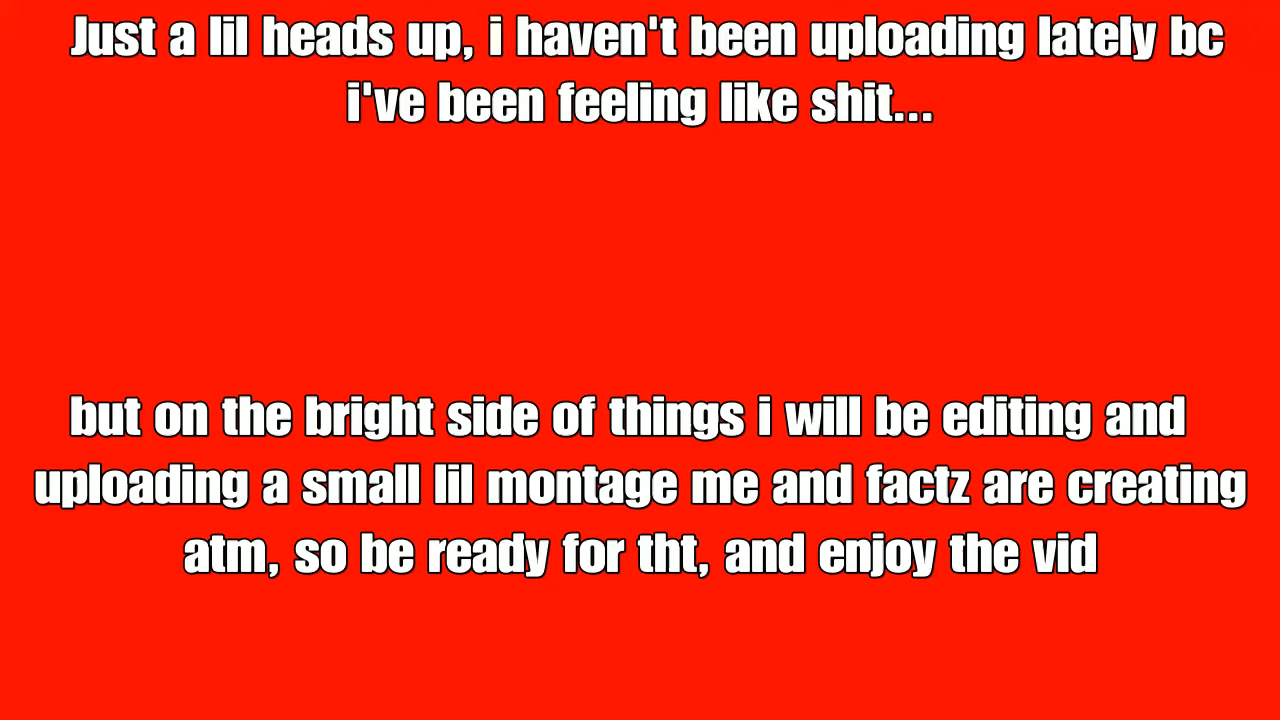 Just a lil heads up, i haven't been uploading lately bc
i've been feeling like shit...
but on the bright side of things i will be editing and
uploading a small lil montage me and factz are creating
atm, so be ready for tht, and enjoy the vid